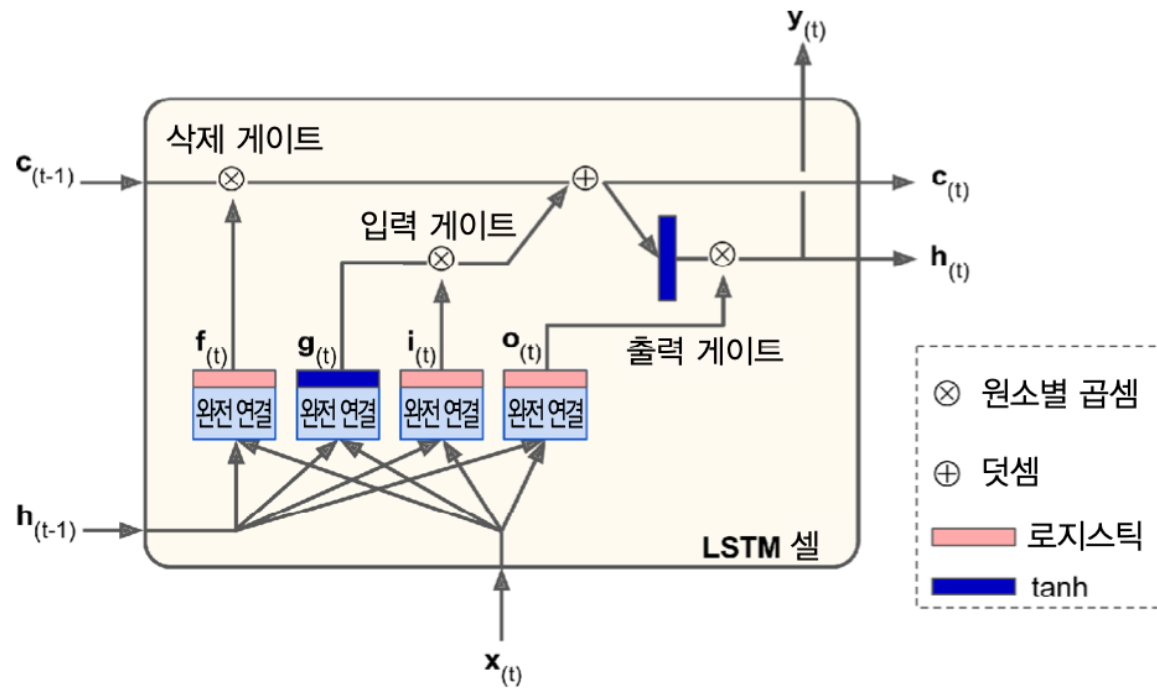 y(t)
삭제 게이트
c(t-1)
c(t)
입력 게이트
h(t)
f(t)
g(t)
i(t)
o(t)
출력 게이트
완전 연결
완전 연결
완전 연결
완전 연결
원소별 곱셈
덧셈
h(t-1)
로지스틱
LSTM 셀
tanh
x(t)